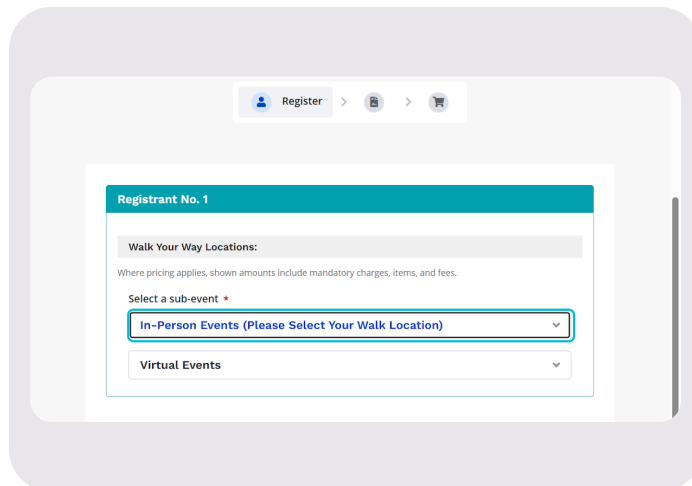 Register
Registrant No. 1
Walk Your Way Locations:
Where pricing applies, shown amounts include mandatory charges, items, and fees.
Select a sub-event *
In-Person Events (Please Select Your Walk Location)
Virtual Events